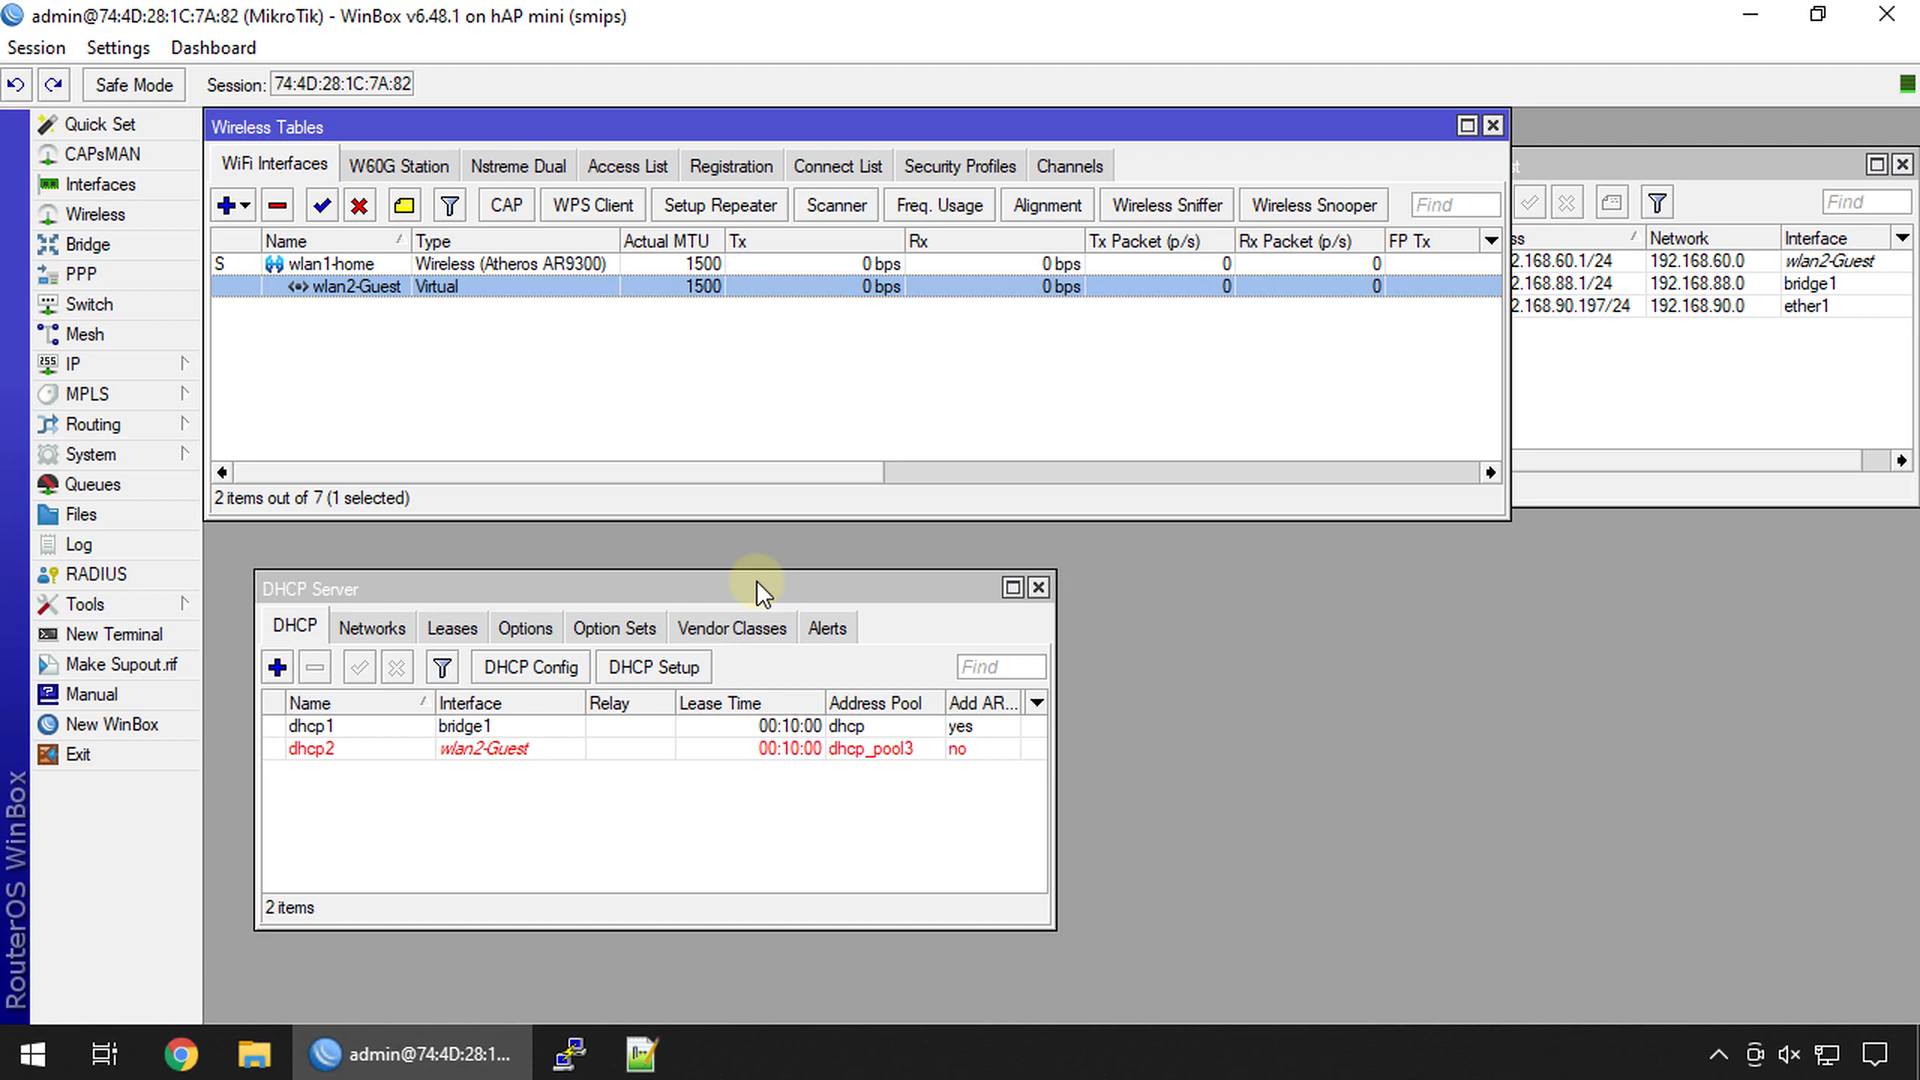 admin@74:4D:28:1C:7A:82 (MikroTik) - WinBox v6.48.1 on hAP mini (smips)
Session Settings Dashboard
Safe Mode Session: 74:4D:28:1C:7A:82
Quick Set
CAPsMAN
Interfaces
Wireless
Bridge
PPP
Switch
Mesh
IP
MPLS
Routing
System
Queues
Files
Log
RADIUS
Tools
New Terminal
Make Supout.rif
Manual
New WinBox
Exit
RouterOS WinBox
Wireless Tables
WiFi Interfaces W60G Station Nstreme Dual Access List Registration Connect List Security Profiles Channels
CAP WPS Client Setup Repeater Scanner Freq. Usage Alignment Wireless Sniffer Wireless Snooper Find
Name Type Actual MTU Tx Rx Tx Packet (p/s) Rx Packet (p/s) FP Tx
S wlan1-home Wireless (Atheros AR9300) 1500 0 bps 0 bps 0 0
wlan2-Guest Virtual 1500 0 bps 0 bps 0 0
2 items out of 7 (1 selected)
st
Find
ss Network Interface
2.168.60.1/24 192.168.60.0 wlan2-Guest
2.168.88.1/24 192.168.88.0 bridge1
2.168.90.197/24 192.168.90.0 ether1
DHCP Server
DHCP Networks Leases Options Option Sets Vendor Classes Alerts
DHCP Config DHCP Setup Find
Name Interface Relay Lease Time Address Pool Add AR...
dhcp1 bridge1 00:10:00 dhcp yes
dhcp2 wlan2-Guest 00:10:00 dhcp_pool3 no
2 items
admin@74:4D:28:1...